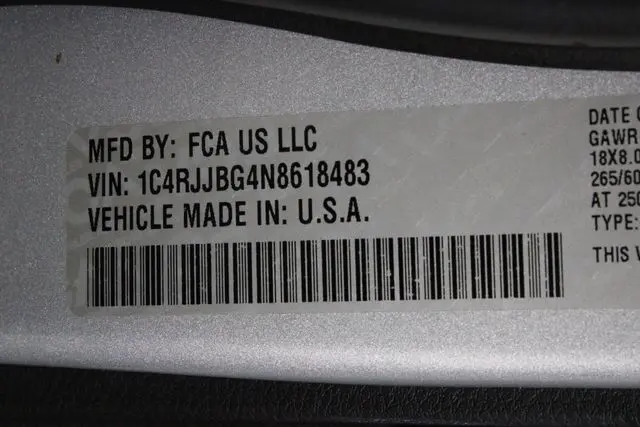 MFD BY: FCA US LLC
VIN: 1C4RJJBG4N8618483
VEHICLE MADE IN: U.S.A.
DATE
GAWR
18X8.0
265/60
AT 250
TYPE:
THIS